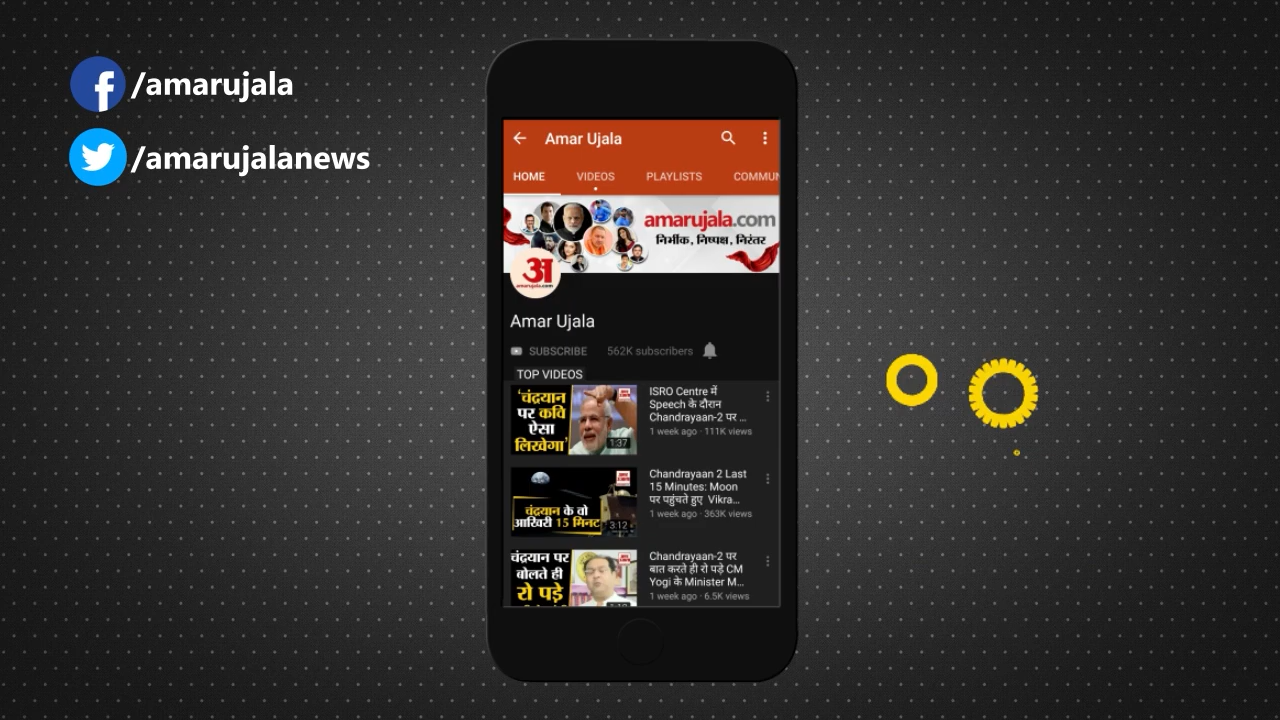 /amarujala
/amarujalanews
Amar Ujala
HOME VIDEOS PLAYLISTS COMMUN
amarujala.com
निर्भीक, निष्पक्ष, निरंतर
अ
amarujala.com
Amar Ujala
SUBSCRIBE 562K subscribers
TOP VIDEOS
'चंद्रयान
पर कवि
ऐसा
लिखेगा'
1:37
ISRO Centre में
Speech के दौरान
Chandrayaan-2 पर ...
1 week ago · 111K views
चंद्रयान के वो
आखिरी 15 मिनट
3:12
Chandrayaan 2 Last
15 Minutes: Moon
पर पहुंचते हुए Vikra...
1 week ago · 363K views
चंद्रयान पर
बोलते ही
रो पड़े
Chandrayaan-2 पर
बात करते ही रो पड़े CM
Yogi के Minister M...
1 week ago · 6.5K views